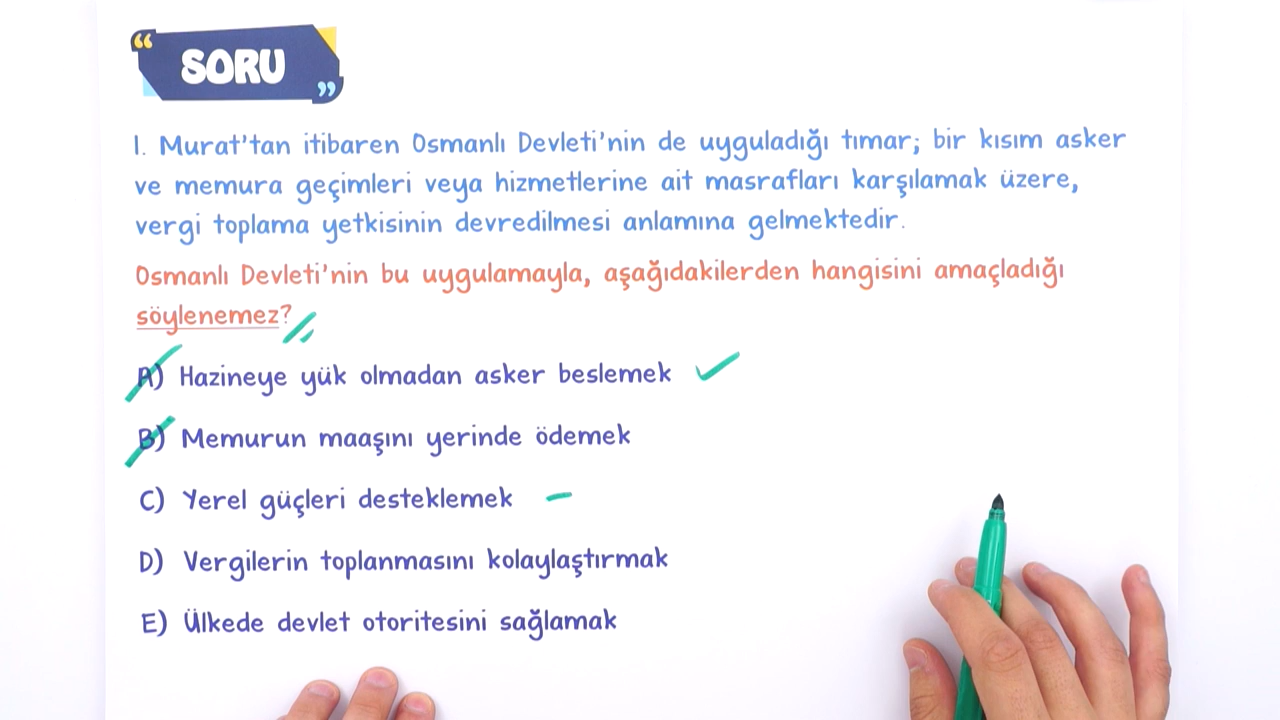 SORU
I. Murat'tan itibaren Osmanlı Devleti'nin de uyguladığı tımar; bir kısım asker
ve memura geçimleri veya hizmetlerine ait masrafları karşılamak üzere,
vergi toplama yetkisinin devredilmesi anlamına gelmektedir.
Osmanlı Devleti'nin bu uygulamayla, aşağıdakilerden hangisini amaçladığı
söylenemez?
A) Hazineye yük olmadan asker beslemek
B) Memurun maaşını yerinde ödemek
C) Yerel güçleri desteklemek
D) Vergilerin toplanmasını kolaylaştırmak
E) Ülkede devlet otoritesini sağlamak